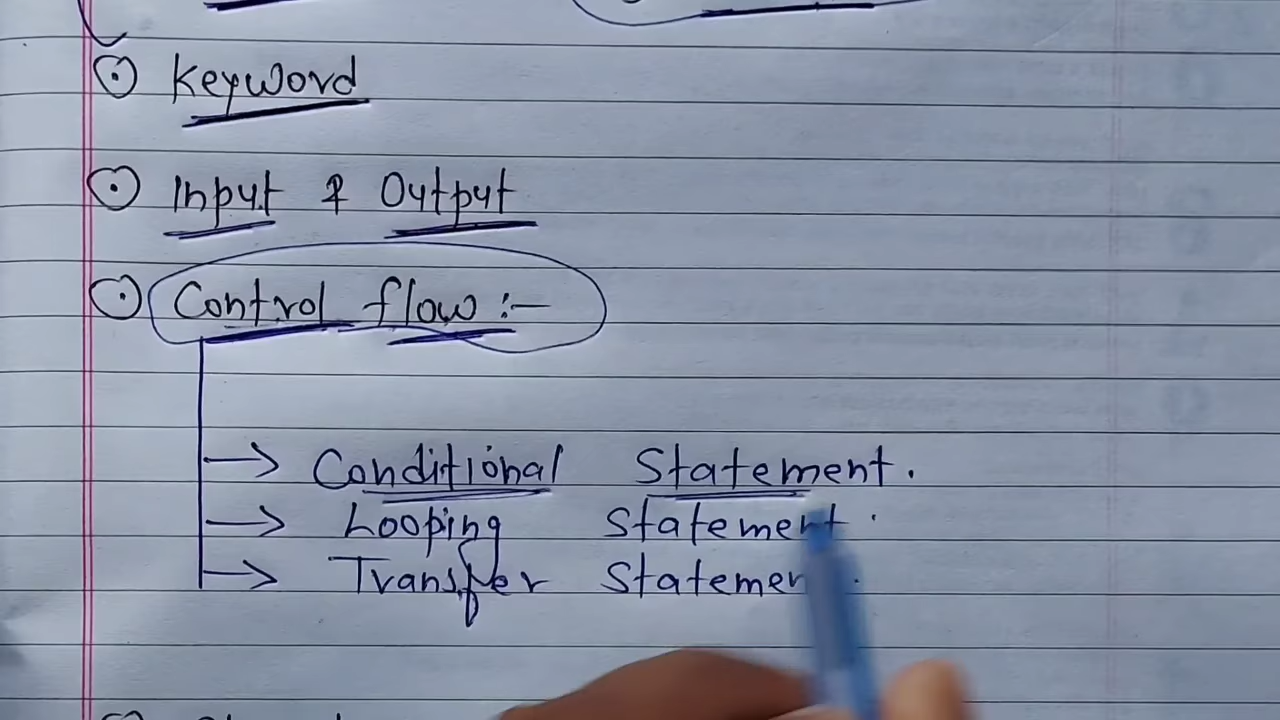 ⊙ Keyword
⊙ Input & Output
⊙ Control flow :-
→ Conditional Statement.
→ Looping Statement.
→ Transfer Statement.